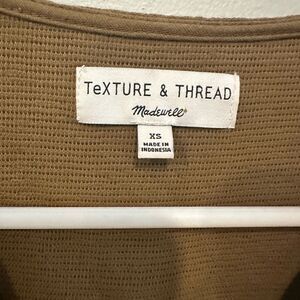 TeXTURE & THREAD
Madewell
XS
MADE IN
INDONESIA